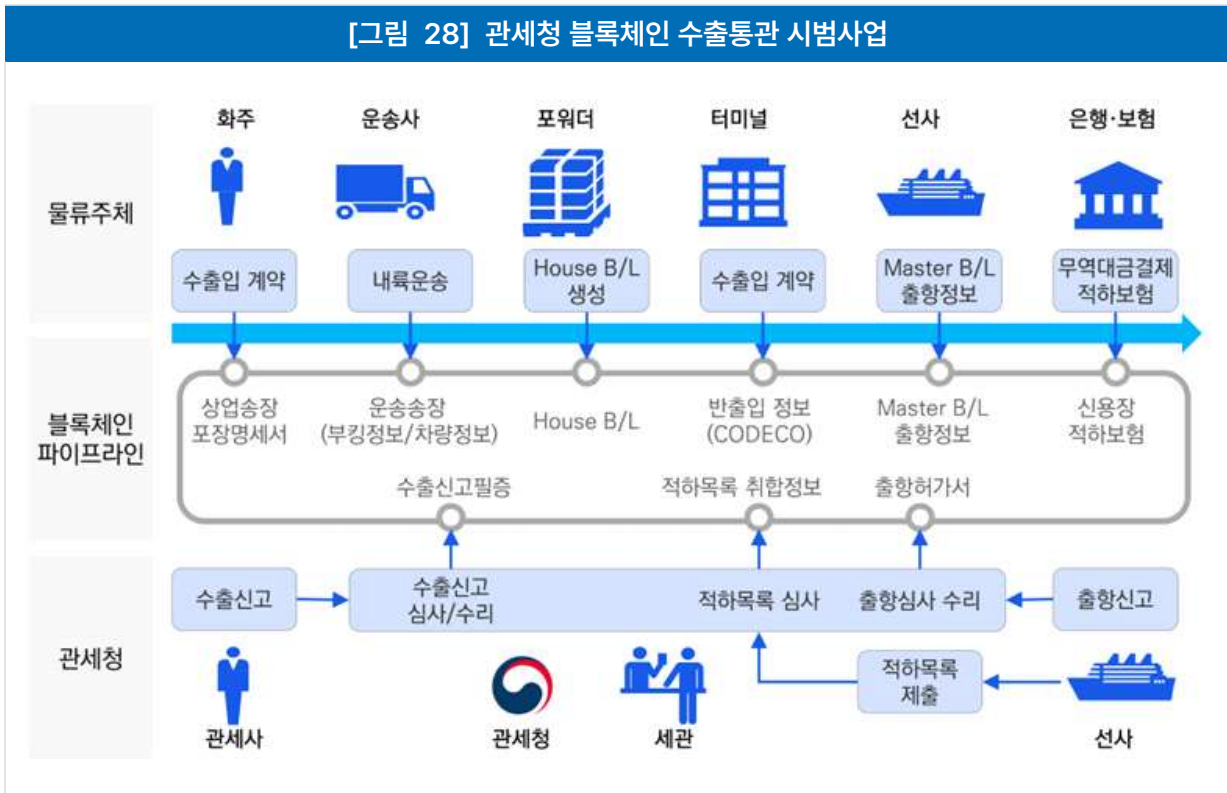 [그림 28] 관세청 블록체인 수출통관 시범사업
화주
운송사
포워더
터미널
선사
은행·보험
물류주체
수출입 계약
내륙운송
House B/L
생성
수출입 계약
Master B/L
출항정보
무역대금결제
적하보험
블록체인
파이프라인
상업송장
포장명세서
운송송장
(부킹정보/차량정보)
House B/L
반출입 정보
(CODECO)
Master B/L
출항정보
신용장
적하보험
수출신고필증
적하목록 취합정보
출항허가서
관세청
수출신고
수출신고
심사/수리
적하목록 심사
출항심사 수리
출항신고
적하목록
제출
관세사
관세청
세관
선사